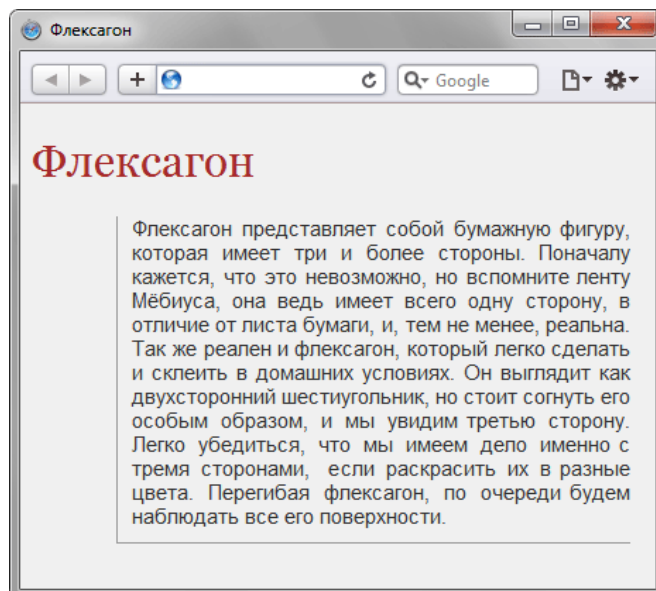 Флексагон
Google
Флексагон
Флексагон представляет собой бумажную фигуру,
которая имеет три и более стороны. Поначалу
кажется, что это невозможно, но вспомните ленту
Мёбиуса, она ведь имеет всего одну сторону, в
отличие от листа бумаги, и, тем не менее, реальна.
Так же реален и флексагон, который легко сделать
и склеить в домашних условиях. Он выглядит как
двухсторонний шестиугольник, но стоит согнуть его
особым образом, и мы увидим третью сторону.
Легко убедиться, что мы имеем дело именно с
тремя сторонами, если раскрасить их в разные
цвета. Перегибая флексагон, по очереди будем
наблюдать все его поверхности.